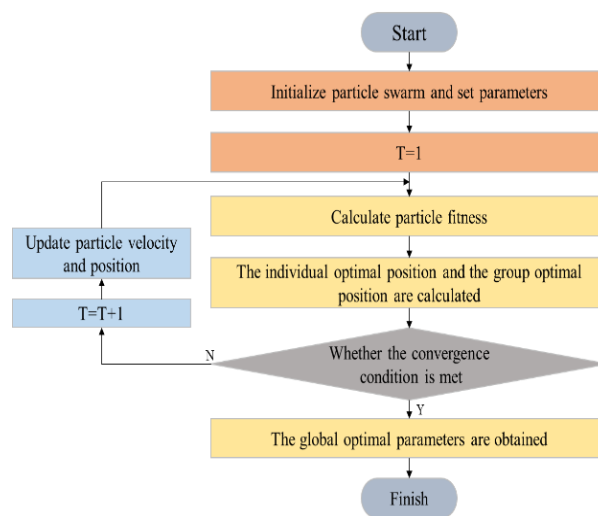 Start
Initialize particle swarm and set parameters
T=1
Calculate particle fitness
Update particle velocity
and position
The individual optimal position and the group optimal
position are calculated
T=T+1
Whether the convergence
condition is met
N
Y
The global optimal parameters are obtained
Finish